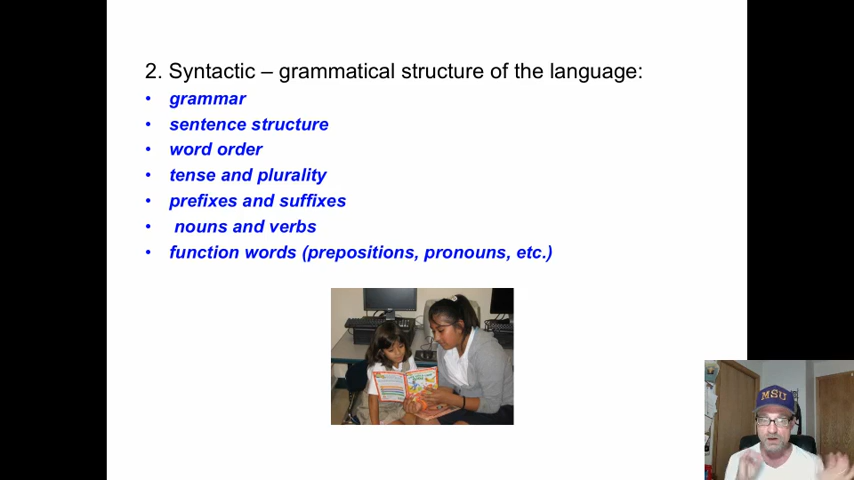 2. Syntactic – grammatical structure of the language:
• grammar
• sentence structure
• word order
• tense and plurality
• prefixes and suffixes
• nouns and verbs
• function words (prepositions, pronouns, etc.)
MSU